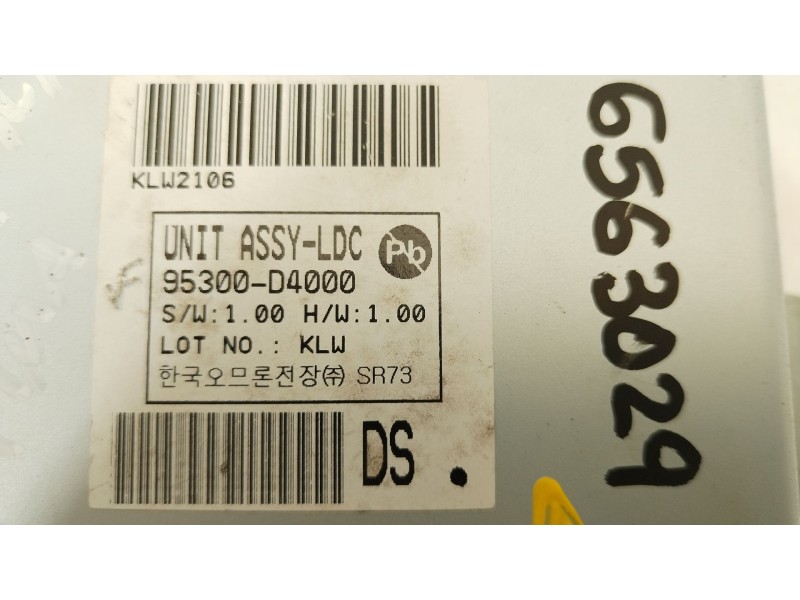 KLW2106
UNIT ASSY-LDC Pb
95300-D4000
S/W:1.00 H/W:1.00
LOT NO.: KLW
한국오므론전장㈜ SR73
DS .
6563029